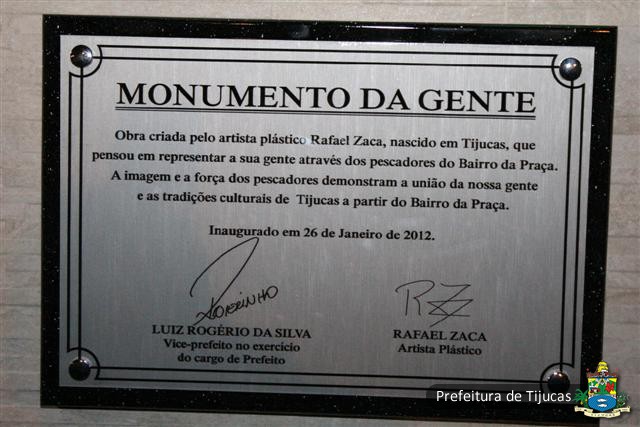 MONUMENTO DA GENTE
Obra criada pelo artista plástico Rafael Zaca, nascido em Tijucas, que
pensou em representar a sua gente através dos pescadores do Bairro da Praça.
A imagem e a força dos pescadores demonstram a união da nossa gente
e as tradições culturais de Tijucas a partir do Bairro da Praça.
Inaugurado em 26 de Janeiro de 2012.
LUIZ ROGÉRIO DA SILVA
Vice-prefeito no exercício
do cargo de Prefeito
RAFAEL ZACA
Artista Plástico
Prefeitura de Tijucas